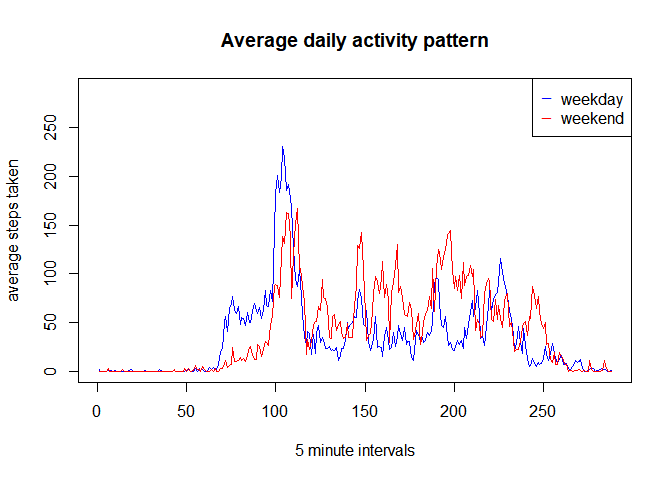 Average daily activity pattern
weekday
weekend
average steps taken
250
200
150
100
50
0
0
50
100
150
200
250
5 minute intervals